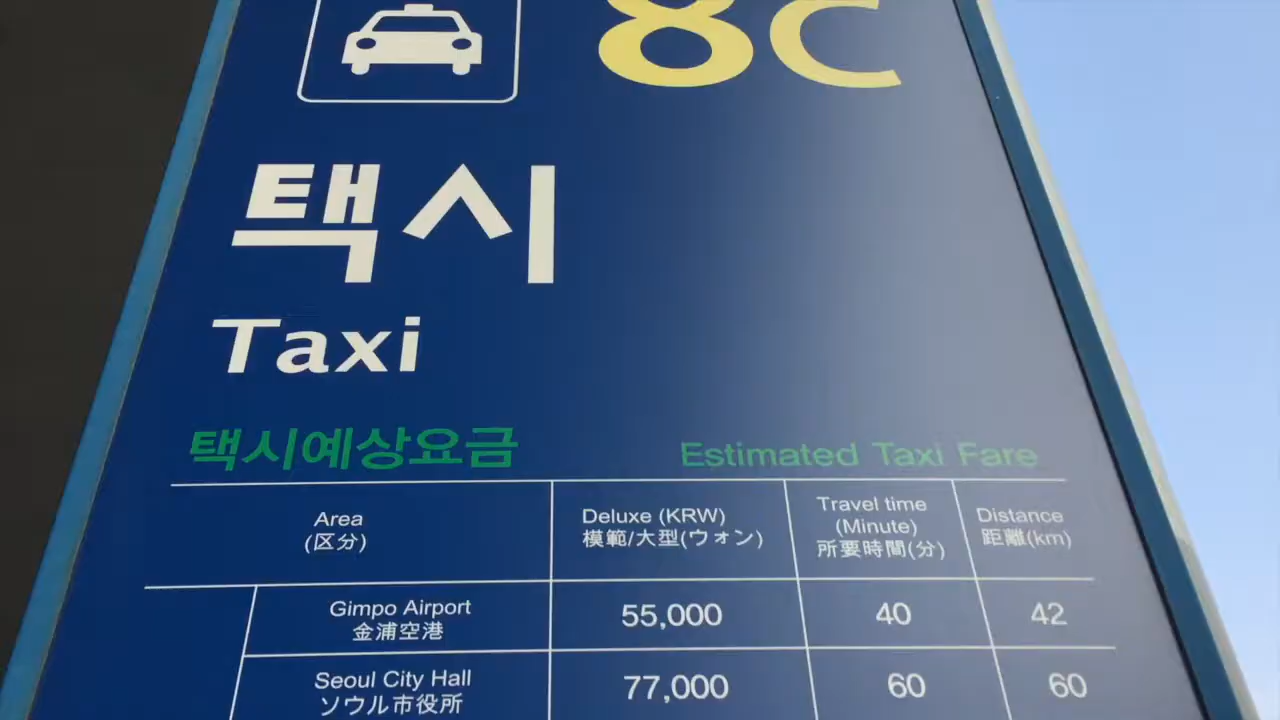 8C
택시
Taxi
택시예상요금
Estimated Taxi Fare
Area
(区分)
Deluxe (KRW)
模範/大型(ウォン)
Travel time
(Minute)
所要時間(分)
Distance
距離(km)
Gimpo Airport
金浦空港
55,000
40
42
Seoul City Hall
ソウル市役所
77,000
60
60